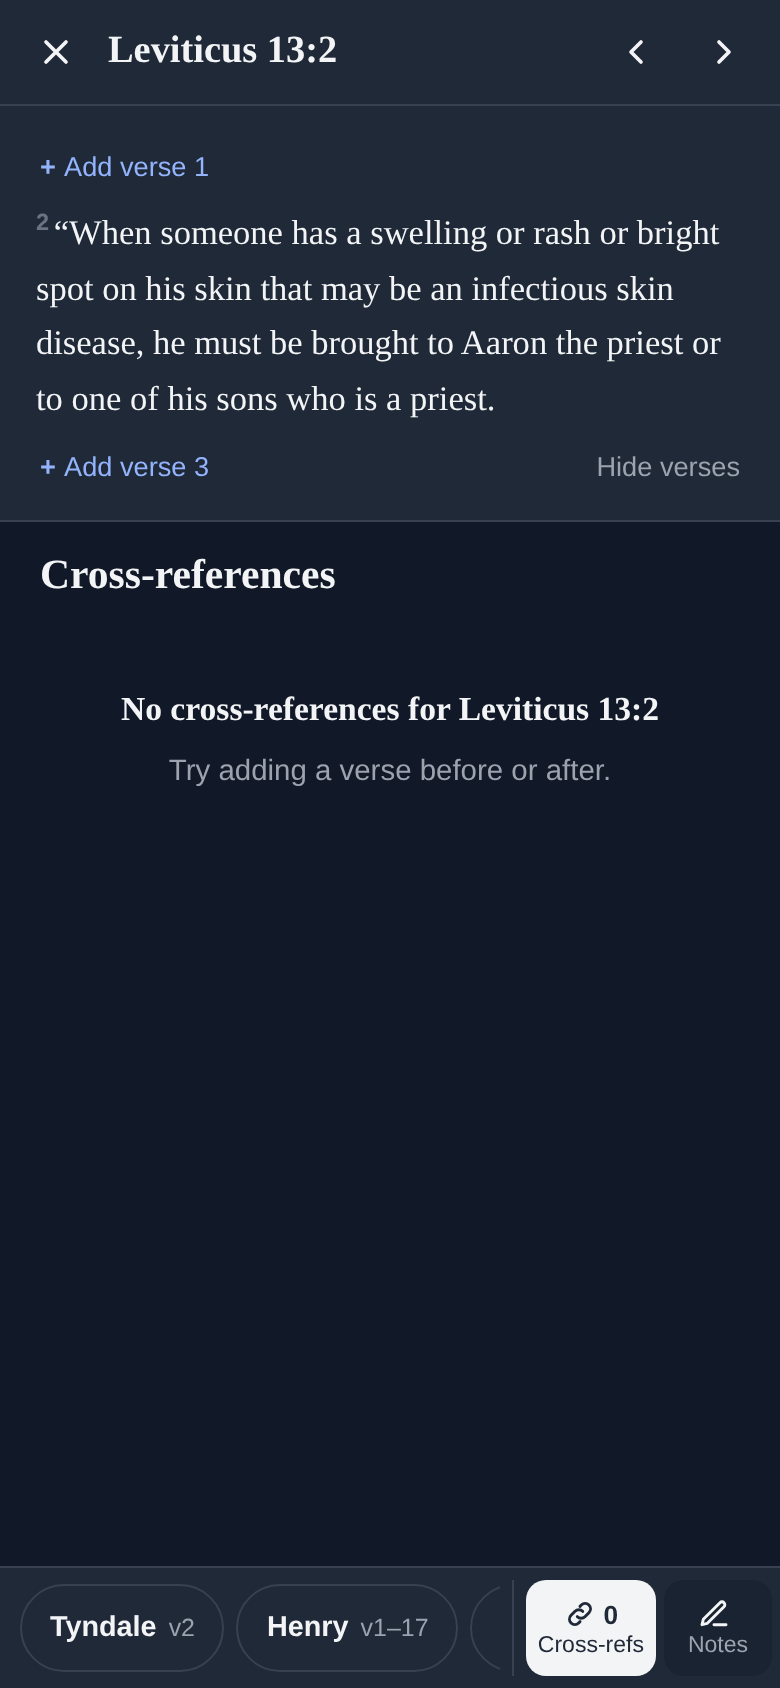 Leviticus 13:2
+ Add verse 1
2 “When someone has a swelling or rash or bright
spot on his skin that may be an infectious skin
disease, he must be brought to Aaron the priest or
to one of his sons who is a priest.
+ Add verse 3
Hide verses
Cross-references
No cross-references for Leviticus 13:2
Try adding a verse before or after.
Tyndale v2
Henry v1–17
0
Cross-refs
Notes